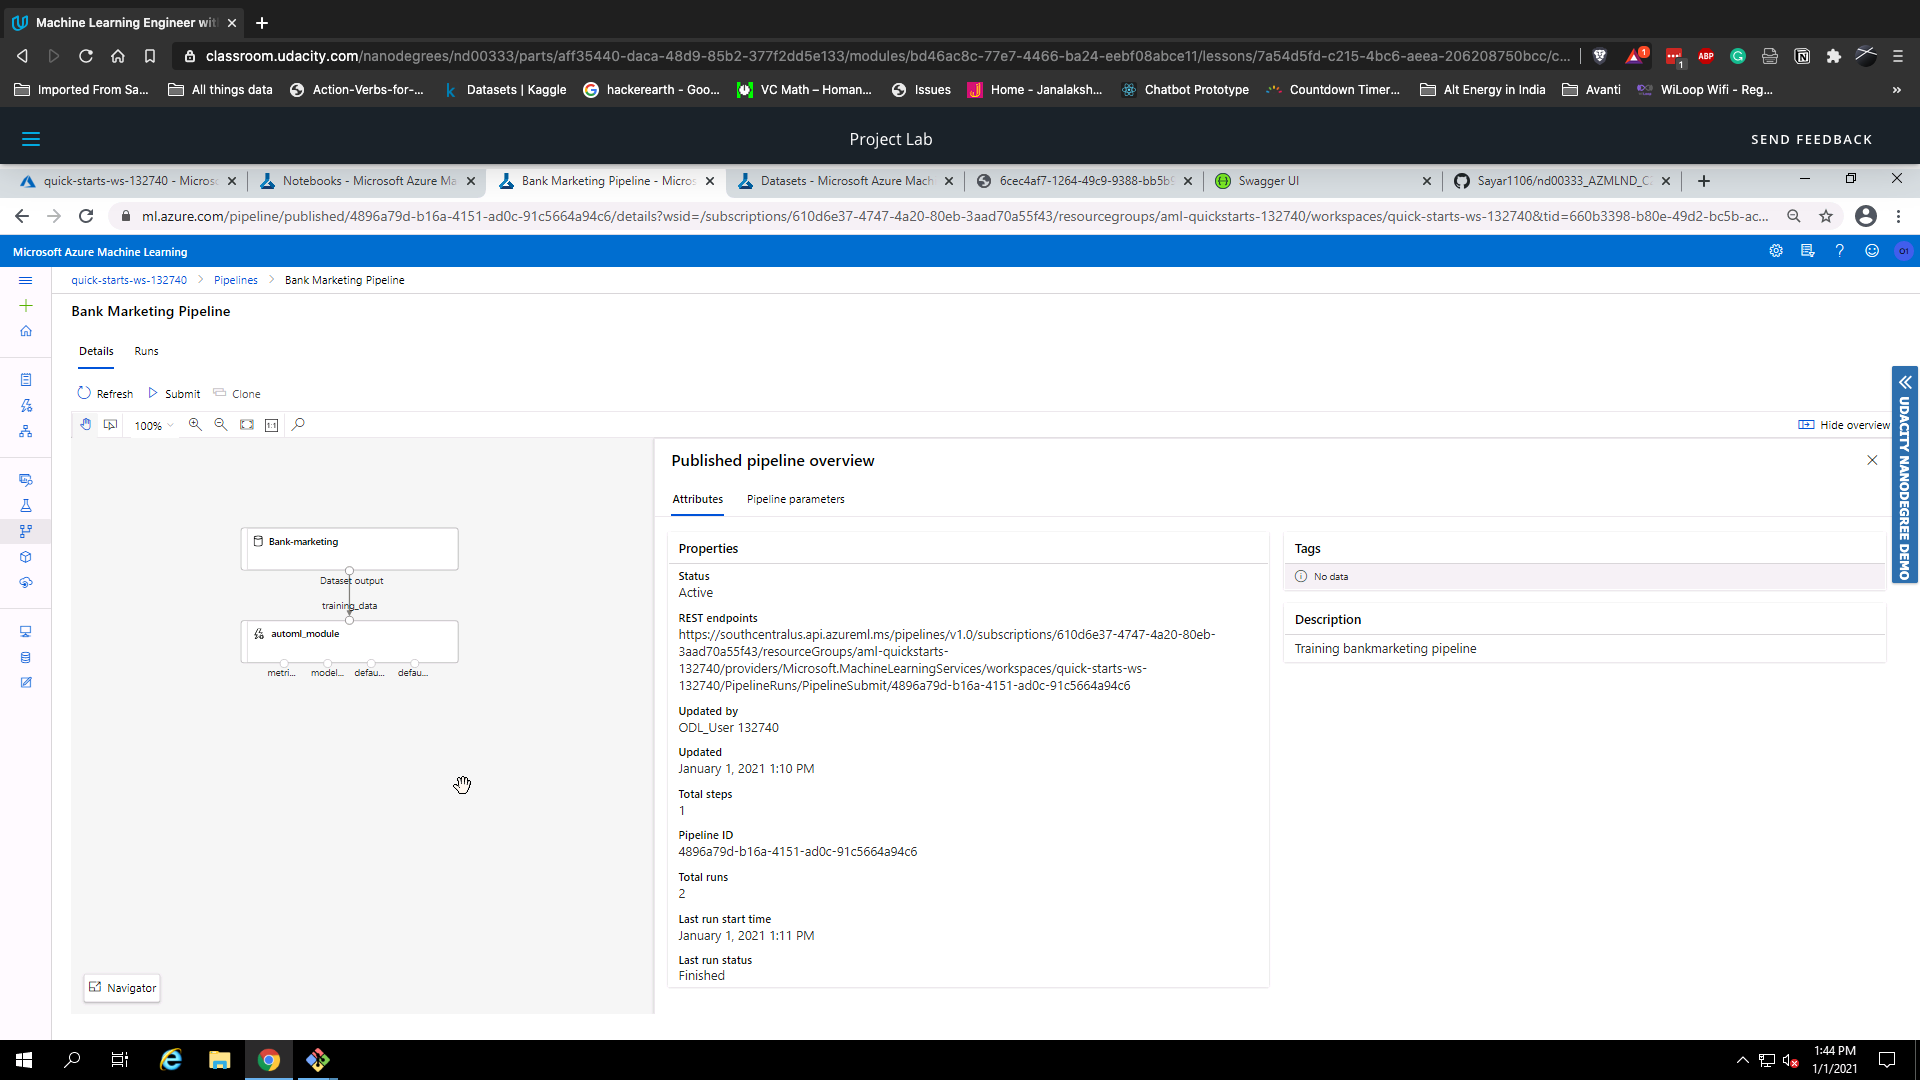 Machine Learning Engineer wit
classroom.udacity.com/nanodegrees/nd00333/parts/aff35440-daca-48d9-85b2-377f2dd5e133/modules/bd46ac8c-77e7-4466-ba24-eebf08abce11/lessons/7a54d5fd-c215-4bc6-aeea-206208750bcc/c...
1
1
ABP
Imported From Sa...
All things data
Action-Verbs-for-...
Datasets | Kaggle
hackerearth - Goo...
VC Math – Homan...
Issues
Home - Janalaksh...
Chatbot Prototype
Countdown Timer...
Alt Energy in India
Avanti
WiLoop Wifi - Reg...
»
Project Lab
SEND FEEDBACK
quick-starts-ws-132740 - Micros
Notebooks - Microsoft Azure Ma
Bank Marketing Pipeline - Micros
Datasets - Microsoft Azure Mach
6cec4af7-1264-49c9-9388-bb5b9
Swagger UI
Sayar1106/nd00333_AZMLND_C2
ml.azure.com/pipeline/published/4896a79d-b16a-4151-ad0c-91c5664a94c6/details?wsid=/subscriptions/610d6e37-4747-4a20-80eb-3aad70a55f43/resourcegroups/aml-quickstarts-132740/workspaces/quick-starts-ws-132740&tid=660b3398-b80e-49d2-bc5b-ac...
Microsoft Azure Machine Learning
O1
quick-starts-ws-132740 > Pipelines > Bank Marketing Pipeline
Bank Marketing Pipeline
Details
Runs
Refresh
Submit
Clone
100%
1:1
Hide overview
UDACITY NANODEGREE DEMO
Bank-marketing
Dataset output
training_data
automl_module
metri...
model...
defau...
defau...
Navigator
Published pipeline overview
Attributes
Pipeline parameters
Properties
Status
Active
REST endpoints
https://southcentralus.api.azureml.ms/pipelines/v1.0/subscriptions/610d6e37-4747-4a20-80eb-
3aad70a55f43/resourceGroups/aml-quickstarts-
132740/providers/Microsoft.MachineLearningServices/workspaces/quick-starts-ws-
132740/PipelineRuns/PipelineSubmit/4896a79d-b16a-4151-ad0c-91c5664a94c6
Updated by
ODL_User 132740
Updated
January 1, 2021 1:10 PM
Total steps
1
Pipeline ID
4896a79d-b16a-4151-ad0c-91c5664a94c6
Total runs
2
Last run start time
January 1, 2021 1:11 PM
Last run status
Finished
Tags
No data
Description
Training bankmarketing pipeline
1:44 PM
1/1/2021